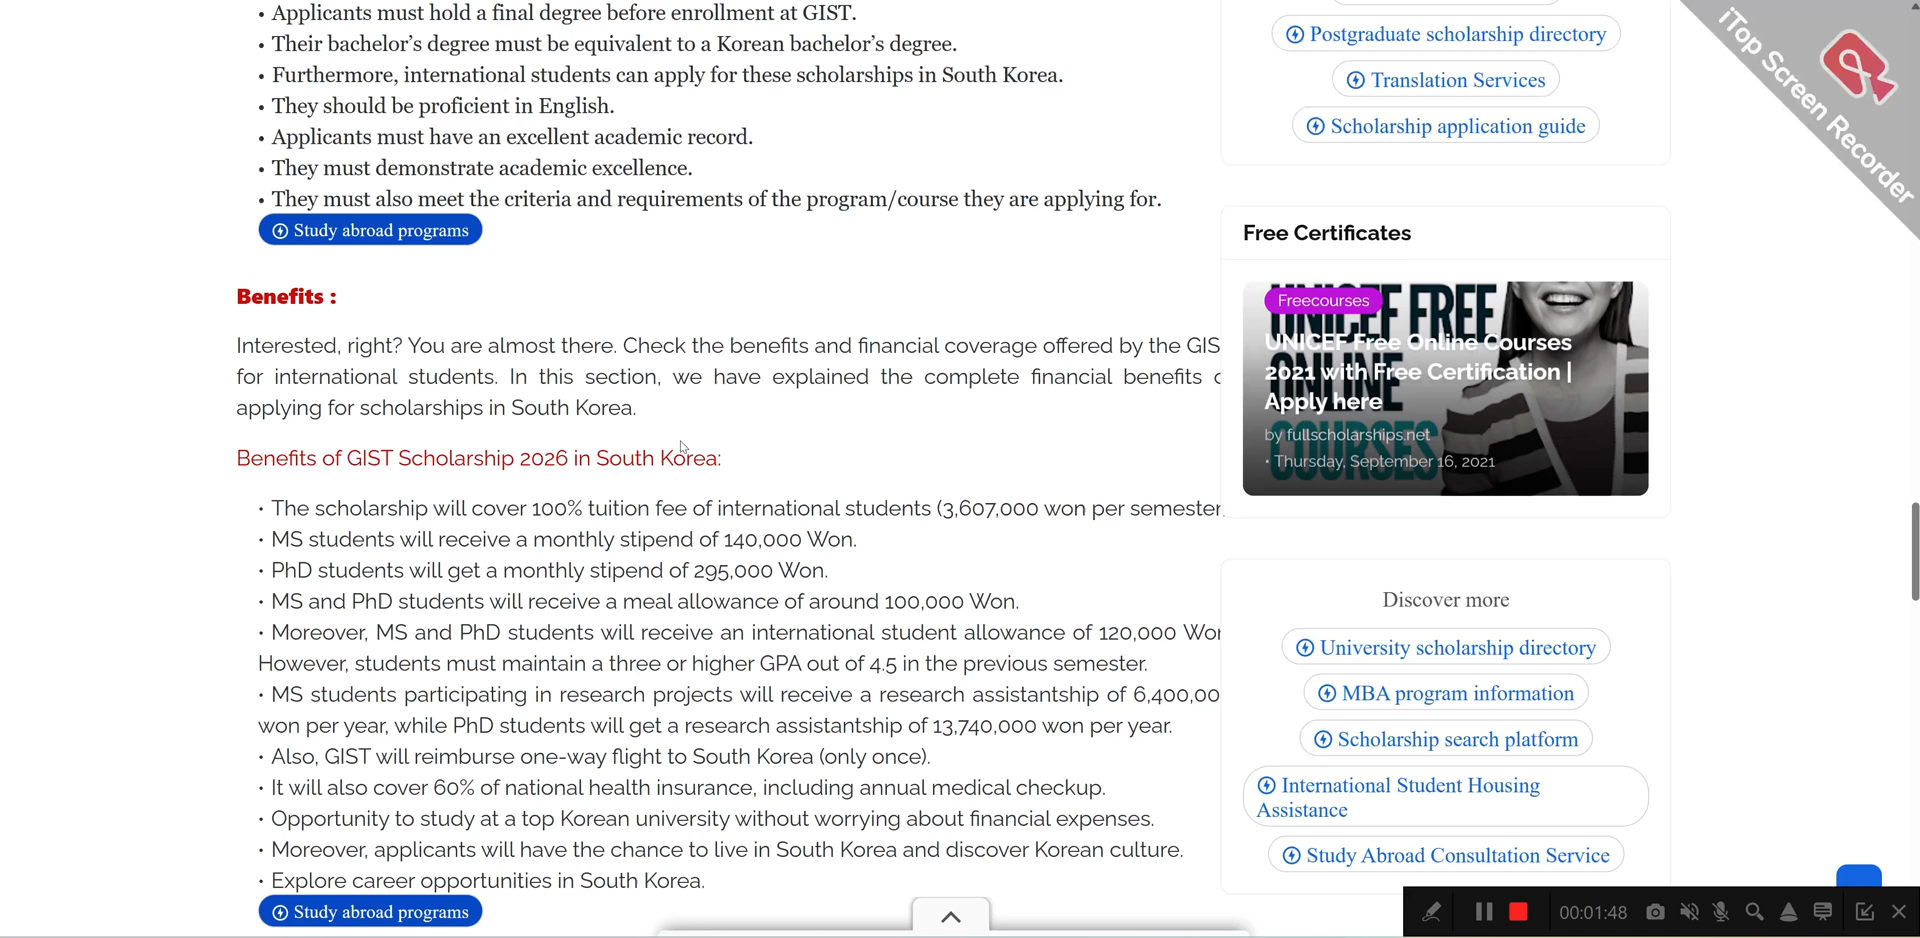 • Applicants must hold a final degree before enrollment at GIST.
• Their bachelor's degree must be equivalent to a Korean bachelor's degree.
• Furthermore, international students can apply for these scholarships in South Korea.
• They should be proficient in English.
• Applicants must have an excellent academic record.
• They must demonstrate academic excellence.
• They must also meet the criteria and requirements of the program/course they are applying for.
Study abroad programs
Benefits :
Interested, right? You are almost there. Check the benefits and financial coverage offered by the GIS
for international students. In this section, we have explained the complete financial benefits
applying for scholarships in South Korea.
Benefits of GIST Scholarship 2026 in South Korea:
• The scholarship will cover 100% tuition fee of international students (3,607,000 won per semester
• MS students will receive a monthly stipend of 140,000 Won.
• PhD students will get a monthly stipend of 295,000 Won.
• MS and PhD students will receive a meal allowance of around 100,000 Won.
• Moreover, MS and PhD students will receive an international student allowance of 120,000 Won
However, students must maintain a three or higher GPA out of 4.5 in the previous semester.
• MS students participating in research projects will receive a research assistantship of 6,400,00
won per year, while PhD students will get a research assistantship of 13,740,000 won per year.
• Also, GIST will reimburse one-way flight to South Korea (only once).
• It will also cover 60% of national health insurance, including annual medical checkup.
• Opportunity to study at a top Korean university without worrying about financial expenses.
• Moreover, applicants will have the chance to live in South Korea and discover Korean culture.
• Explore career opportunities in South Korea.
Study abroad programs
Postgraduate scholarship directory
Translation Services
Scholarship application guide
Free Certificates
Freecourses
UNICEF FREE
ONLINE
COURSES
UNICEF Free Online Courses
2021 with Free Certification |
Apply here
by fullscholarships.net
• Thursday, September 16, 2021
Discover more
University scholarship directory
MBA program information
Scholarship search platform
International Student Housing
Assistance
Study Abroad Consultation Service
iTop Screen Recorder
00:01:48